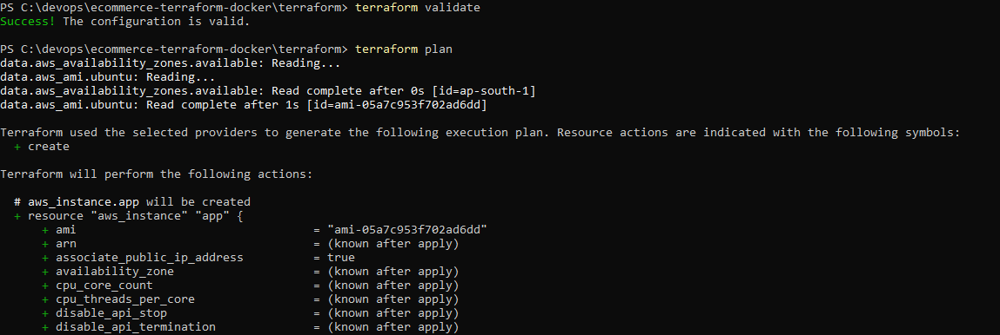 PS C:\devops\ecommerce-terraform-docker\terraform> terraform validate
Success! The configuration is valid.
PS C:\devops\ecommerce-terraform-docker\terraform> terraform plan
data.aws_availability_zones.available: Reading...
data.aws_ami.ubuntu: Reading...
data.aws_availability_zones.available: Read complete after 0s [id=ap-south-1]
data.aws_ami.ubuntu: Read complete after 1s [id=ami-05a7c953f702ad6dd]
Terraform used the selected providers to generate the following execution plan. Resource actions are indicated with the following symbols:
  + create
Terraform will perform the following actions:
  # aws_instance.app will be created
  + resource "aws_instance" "app" {
      + ami                                  = "ami-05a7c953f702ad6dd"
      + arn                                  = (known after apply)
      + associate_public_ip_address          = true
      + availability_zone                    = (known after apply)
      + cpu_core_count                       = (known after apply)
      + cpu_threads_per_core                 = (known after apply)
      + disable_api_stop                     = (known after apply)
      + disable_api_termination              = (known after apply)